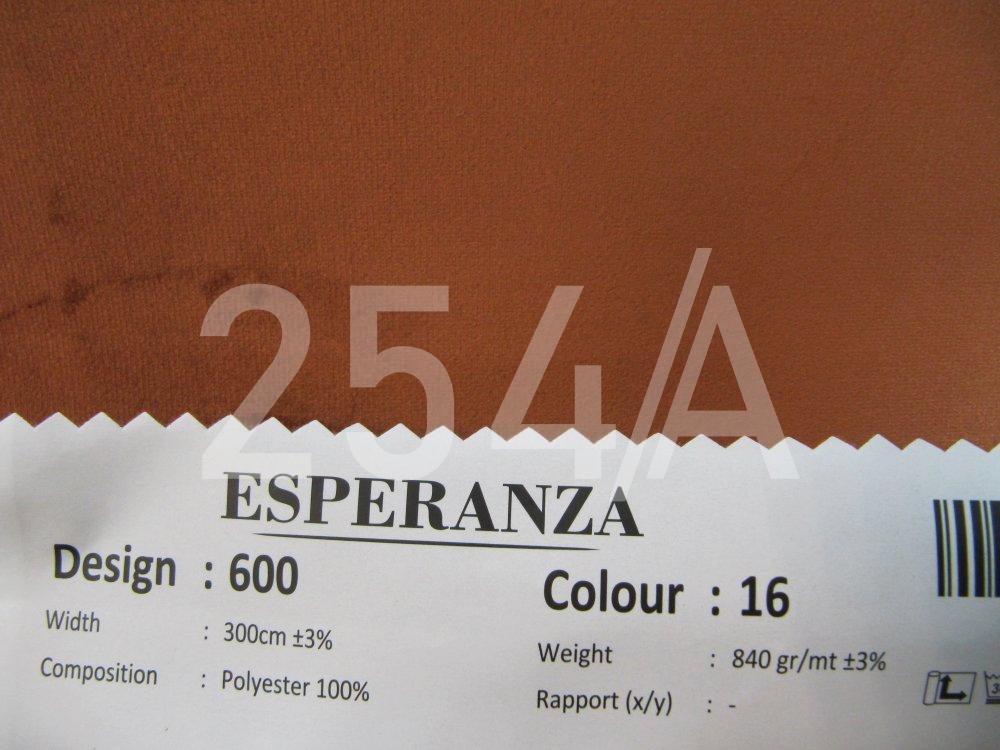 254/A
ESPERANZA
Design : 600
Colour : 16
Width : 300cm ±3%
Weight : 840 gr/mt ±3%
Composition : Polyester 100%
Rapport (x/y) : -